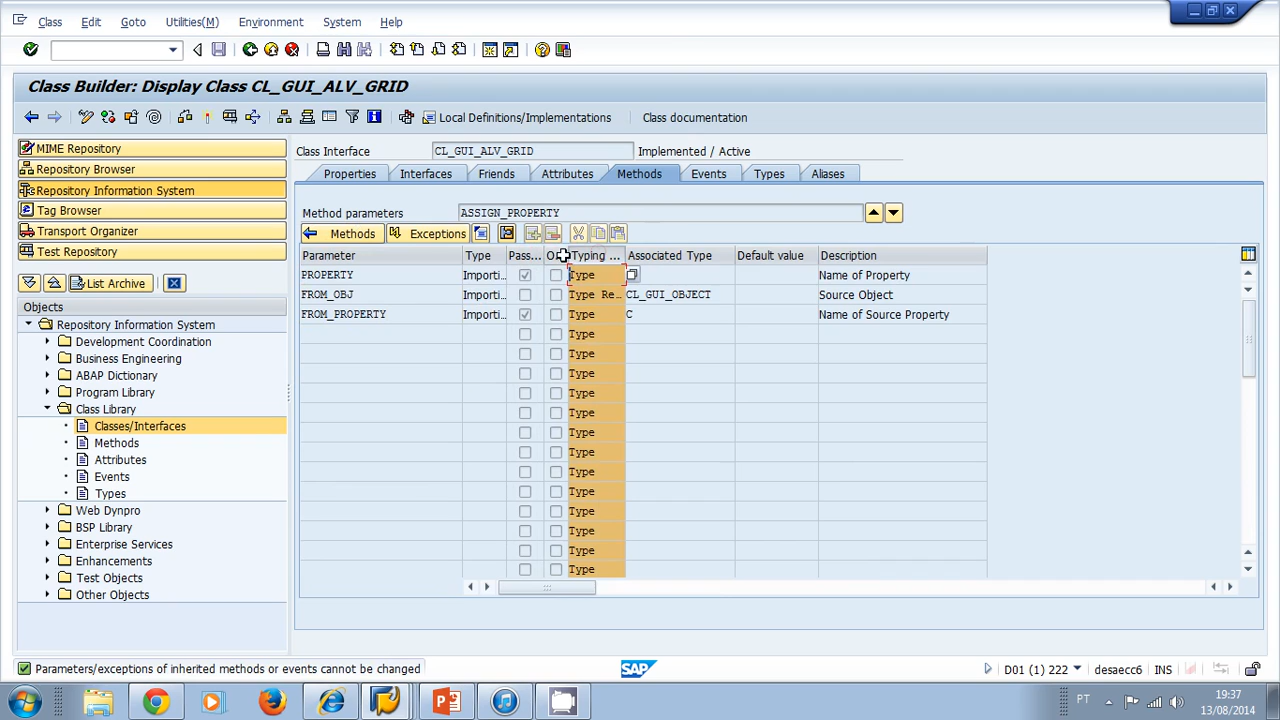 Class Edit Goto Utilities(M) Environment System Help
Class Builder: Display Class CL_GUI_ALV_GRID
Local Definitions/Implementations Class documentation
MIME Repository
Repository Browser
Repository Information System
Tag Browser
Transport Organizer
Test Repository
List Archive
Objects
Repository Information System
Development Coordination
Business Engineering
ABAP Dictionary
Program Library
Class Library
Classes/Interfaces
Methods
Attributes
Events
Types
Web Dynpro
BSP Library
Enterprise Services
Enhancements
Test Objects
Other Objects
Class Interface CL_GUI_ALV_GRID Implemented / Active
Properties Interfaces Friends Attributes Methods Events Types Aliases
Method parameters ASSIGN_PROPERTY
Methods Exceptions
Parameter Type Pass... Typing ... Associated Type Default value Description
PROPERTY Importi... Type Name of Property
FROM_OBJ Importi... Type Re... CL_GUI_OBJECT Source Object
FROM_PROPERTY Importi... Type C Name of Source Property
Type
Type
Type
Type
Type
Type
Type
Type
Type
Type
Type
Type
Type
Parameters/exceptions of inherited methods or events cannot be changed
SAP
D01 (1) 222 desaecc6 INS
PT
19:37
13/08/2014